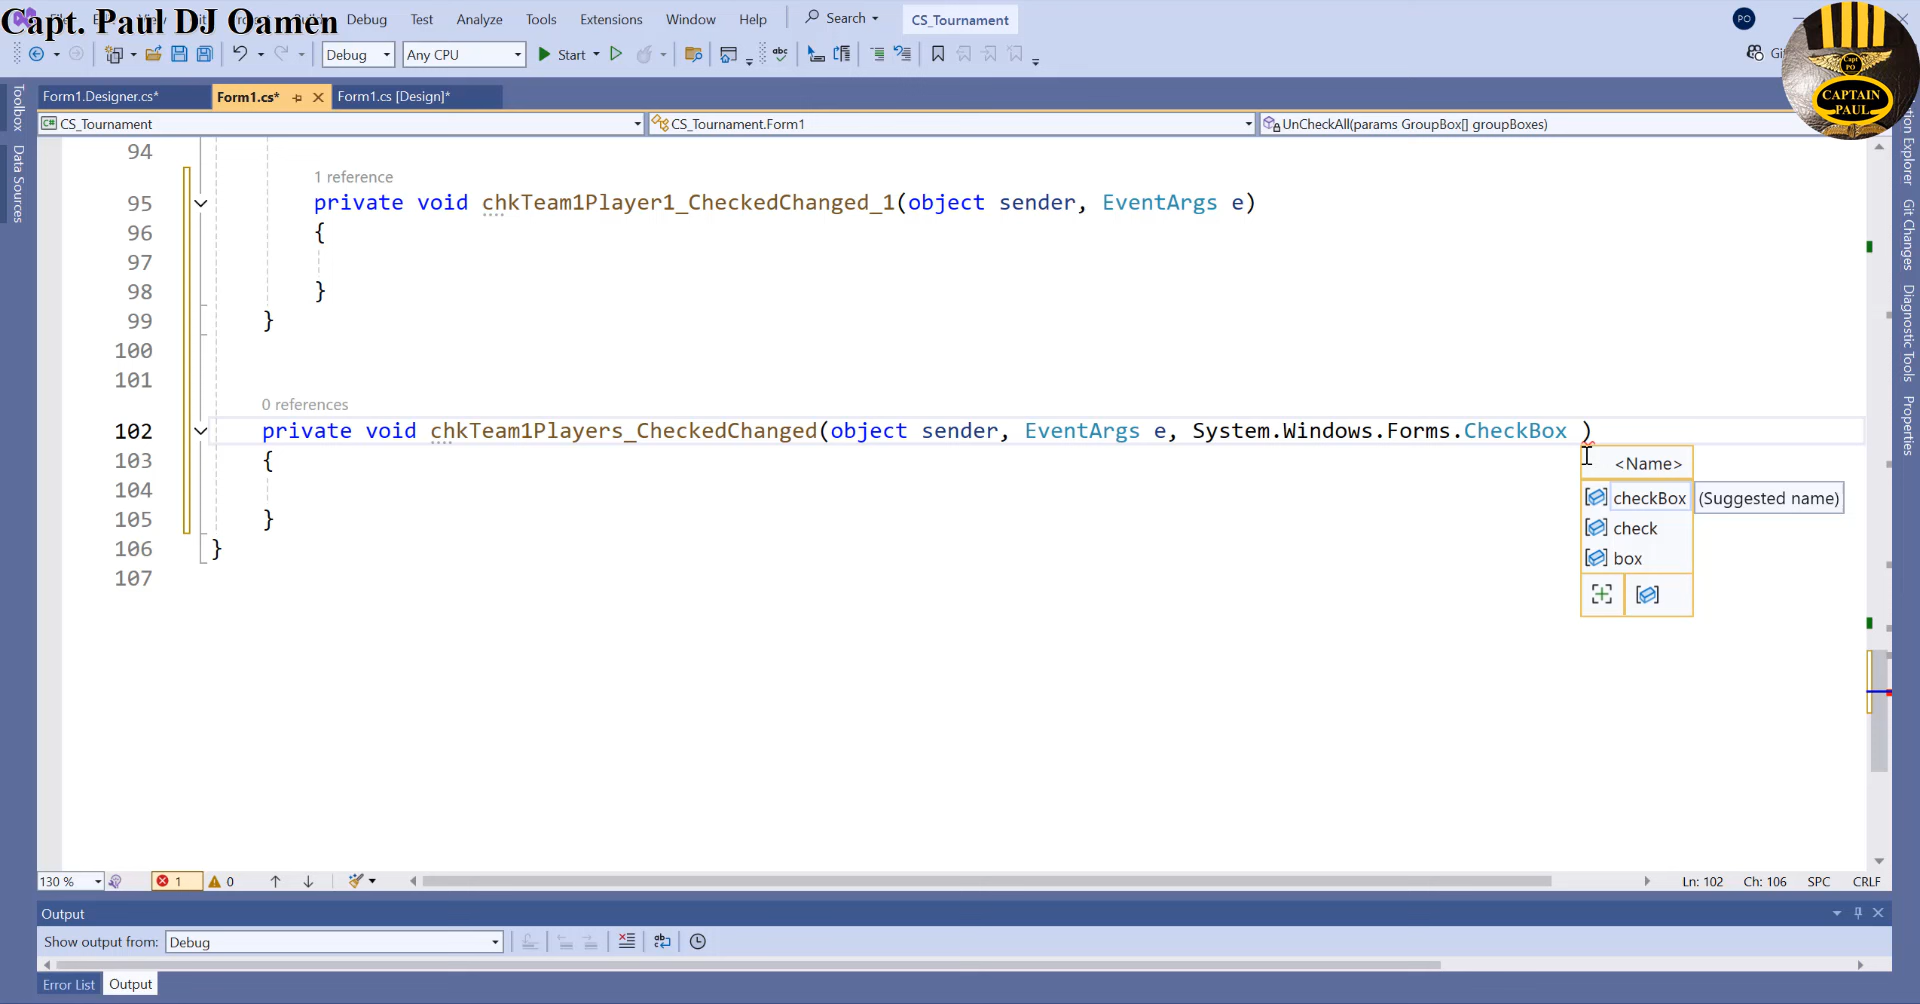 Capt. Paul DJ Oamen
Debug Test Analyze Tools Extensions Window Help Search CS_Tournament PO
Debug Any CPU Start
CAPTAIN
PAUL
Form1.Designer.cs* Form1.cs* Form1.cs [Design]*
CS_Tournament CS_Tournament.Form1 UnCheckAll(params GroupBox[] groupBoxes)
Toolbox
Data Sources
94
1 reference
95 private void chkTeam1Player1_CheckedChanged_1(object sender, EventArgs e)
96 {
97
98 }
99 }
100
101
0 references
102 private void chkTeam1Players_CheckedChanged(object sender, EventArgs e, System.Windows.Forms.CheckBox )
103 {
104
105 }
106 }
107
<Name>
checkBox (Suggested name)
check
box
Git Changes
Diagnostic Tools
Properties
130 % 1 0 Ln: 102 Ch: 106 SPC CRLF
Output
Show output from: Debug
Error List Output